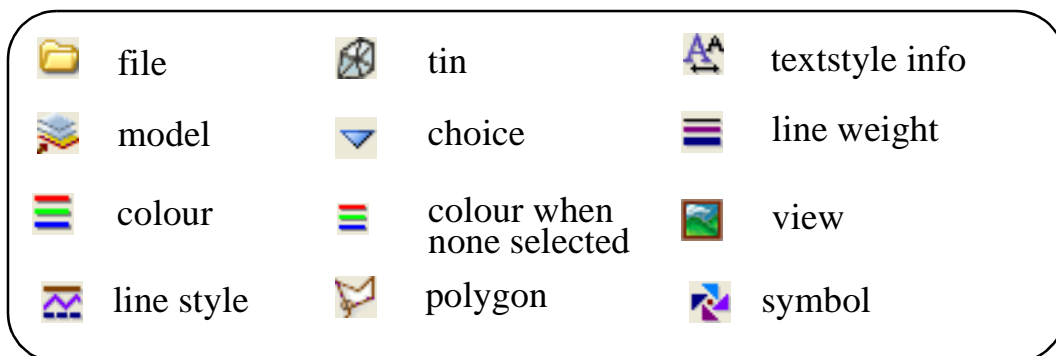 file
tin
textstyle info
model
choice
line weight
colour
colour when
none selected
view
line style
polygon
symbol